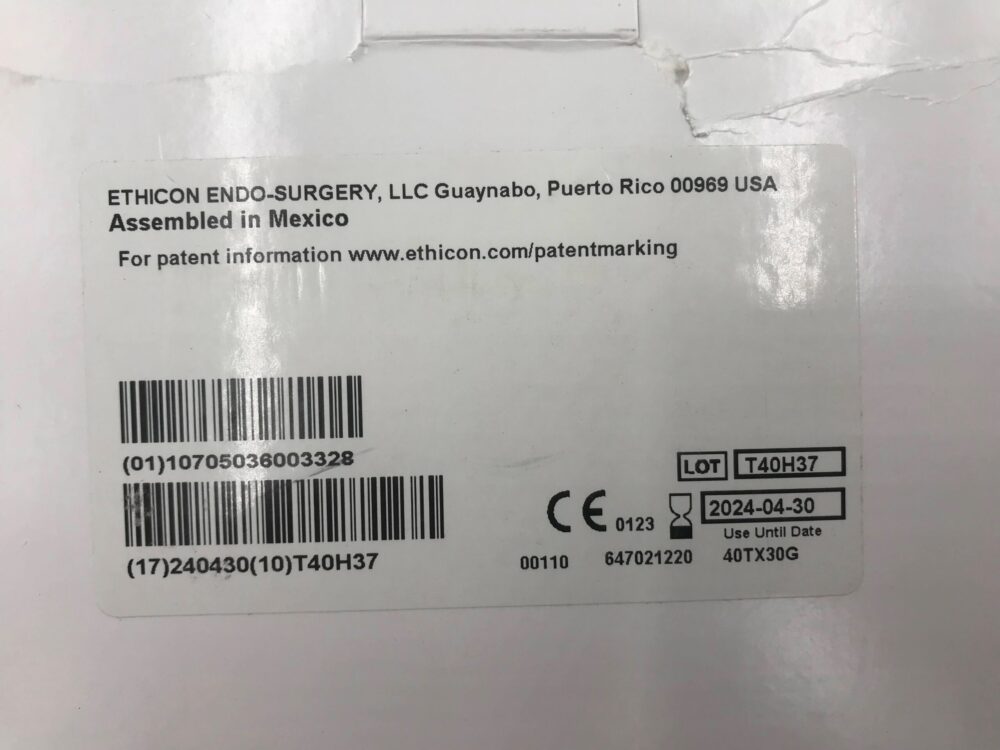 ETHICON ENDO-SURGERY, LLC Guaynabo, Puerto Rico 00969 USA
Assembled in Mexico
For patent information www.ethicon.com/patentmarking
(01)10705036003328
(17)240430(10)T40H37
LOT T40H37
CE 0123 2024-04-30
Use Until Date
00110 647021220 40TX30G